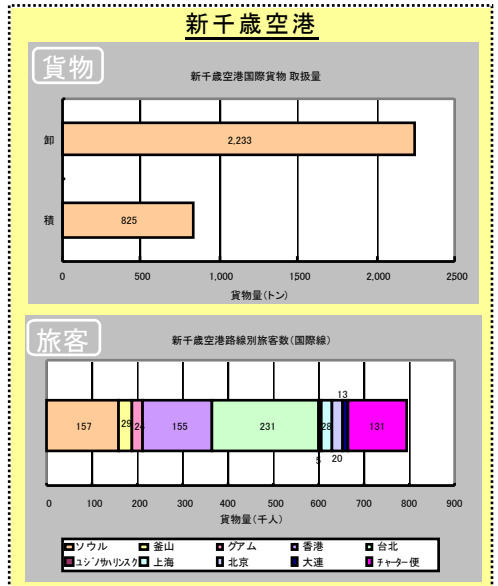 新千歳空港
貨物
新千歳空港国際貨物 取扱量
卸
2,233
積
825
0 500 1,000 1500 2,000 2500
貨物量(トン)
旅客
新千歳空港路線別旅客数(国際線)
13
157 29 24 155 231 28 131
5 20
0 100 200 300 400 500 600 700 800 900
貨物量(千人)
ソウル 釜山 グアム 香港 台北
ユジノサハリンスク 上海 北京 大連 チャーター便